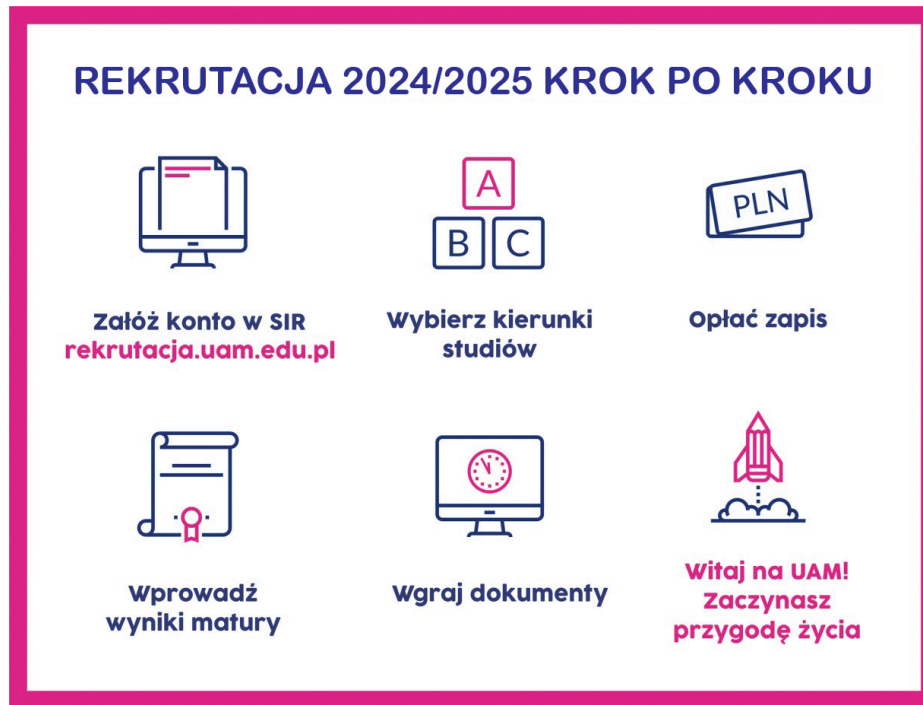 REKRUTACJA 2024/2025 KROK PO KROKU
A
B C
PLN
Załóż konto w SIR
rekrutacja.uam.edu.pl
Wybierz kierunki
studiów
Opłać zapis
Wprowadź
wyniki matury
Wgraj dokumenty
Witaj na UAM!
Zaczynasz
przygodę życia